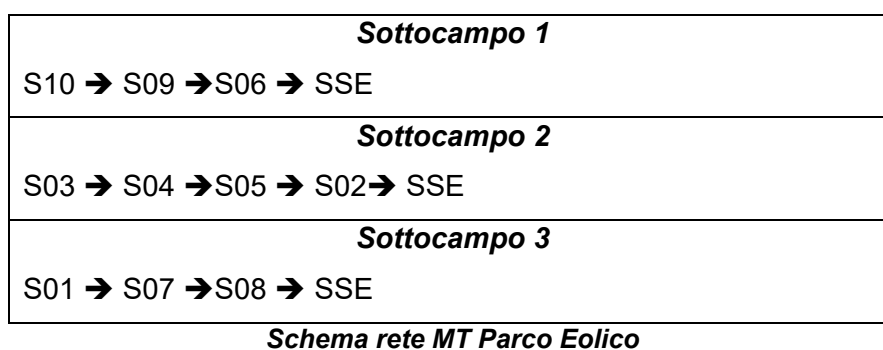 Sottocampo 1
S10 ➔ S09 ➔S06 ➔ SSE
Sottocampo 2
S03 ➔ S04 ➔S05 ➔ S02➔ SSE
Sottocampo 3
S01 ➔ S07 ➔S08 ➔ SSE
Schema rete MT Parco Eolico